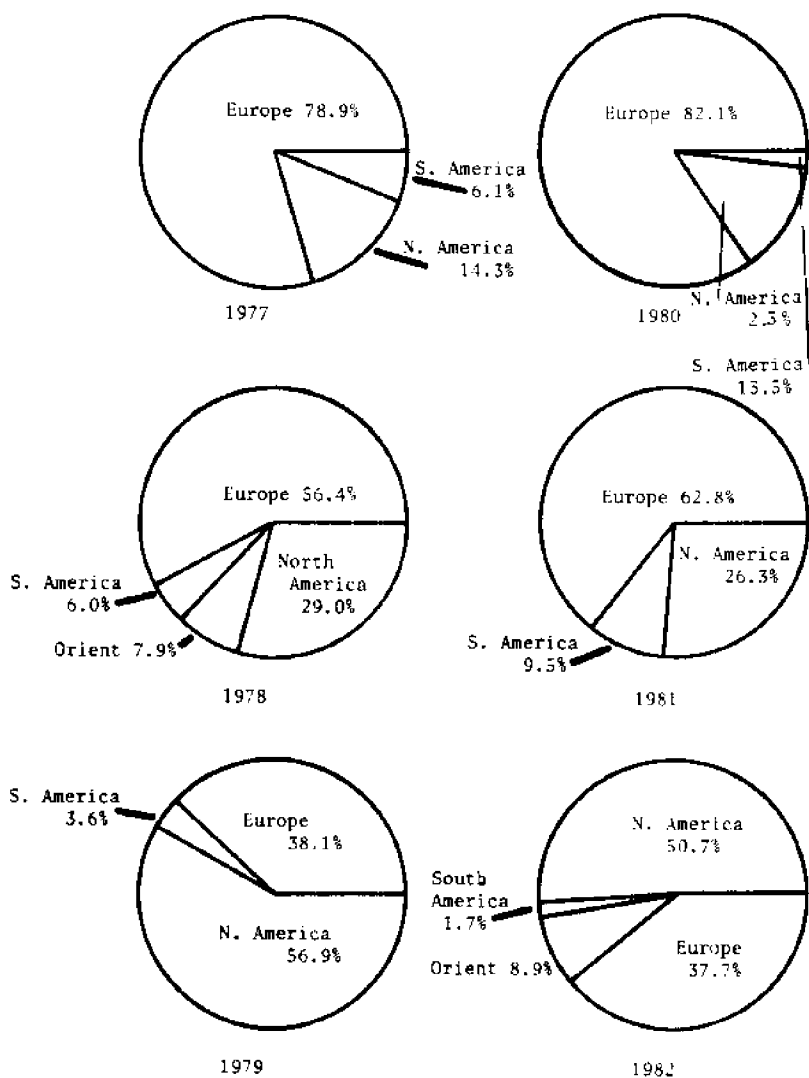 Europe 78.9%
S. America
6.1%
N. America
14.3%
1977
Europe 82.1%
N. America
2.5%
S. America
13.5%
1980
Europe 56.4%
S. America
6.0%
Orient 7.9%
North
America
29.0%
1978
Europe 62.8%
N. America
26.3%
S. America
9.5%
1981
S. America
3.6%
Europe
38.1%
N. America
56.9%
1979
N. America
50.7%
South
America
1.7%
Orient 8.9%
Europe
37.7%
1982